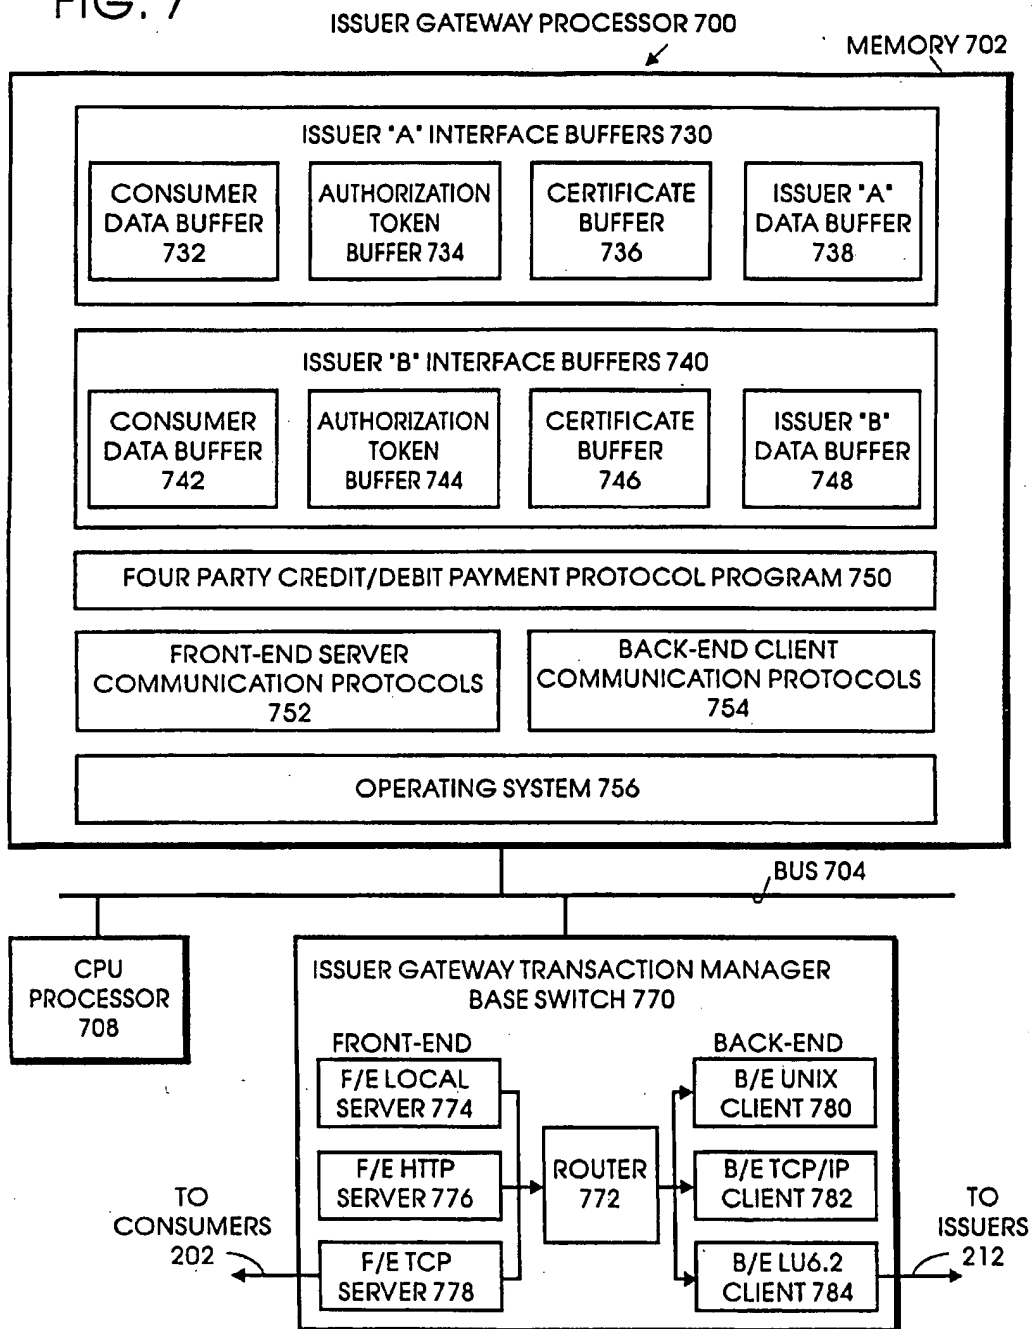 FIG. 7
ISSUER GATEWAY PROCESSOR 700
MEMORY 702
ISSUER "A" INTERFACE BUFFERS 730
CONSUMER
DATA BUFFER
732
AUTHORIZATION
TOKEN
BUFFER 734
CERTIFICATE
BUFFER
736
ISSUER "A"
DATA BUFFER
738
ISSUER "B" INTERFACE BUFFERS 740
CONSUMER
DATA BUFFER
742
AUTHORIZATION
TOKEN
BUFFER 744
CERTIFICATE
BUFFER
746
ISSUER "B"
DATA BUFFER
748
FOUR PARTY CREDIT/DEBIT PAYMENT PROTOCOL PROGRAM 750
FRONT-END SERVER
COMMUNICATION PROTOCOLS
752
BACK-END CLIENT
COMMUNICATION PROTOCOLS
754
OPERATING SYSTEM 756
BUS 704
CPU
PROCESSOR
708
ISSUER GATEWAY TRANSACTION MANAGER
BASE SWITCH 770
FRONT-END
F/E LOCAL
SERVER 774
F/E HTTP
SERVER 776
F/E TCP
SERVER 778
ROUTER
772
BACK-END
B/E UNIX
CLIENT 780
B/E TCP/IP
CLIENT 782
B/E LU6.2
CLIENT 784
TO
CONSUMERS
202
TO
ISSUERS
212